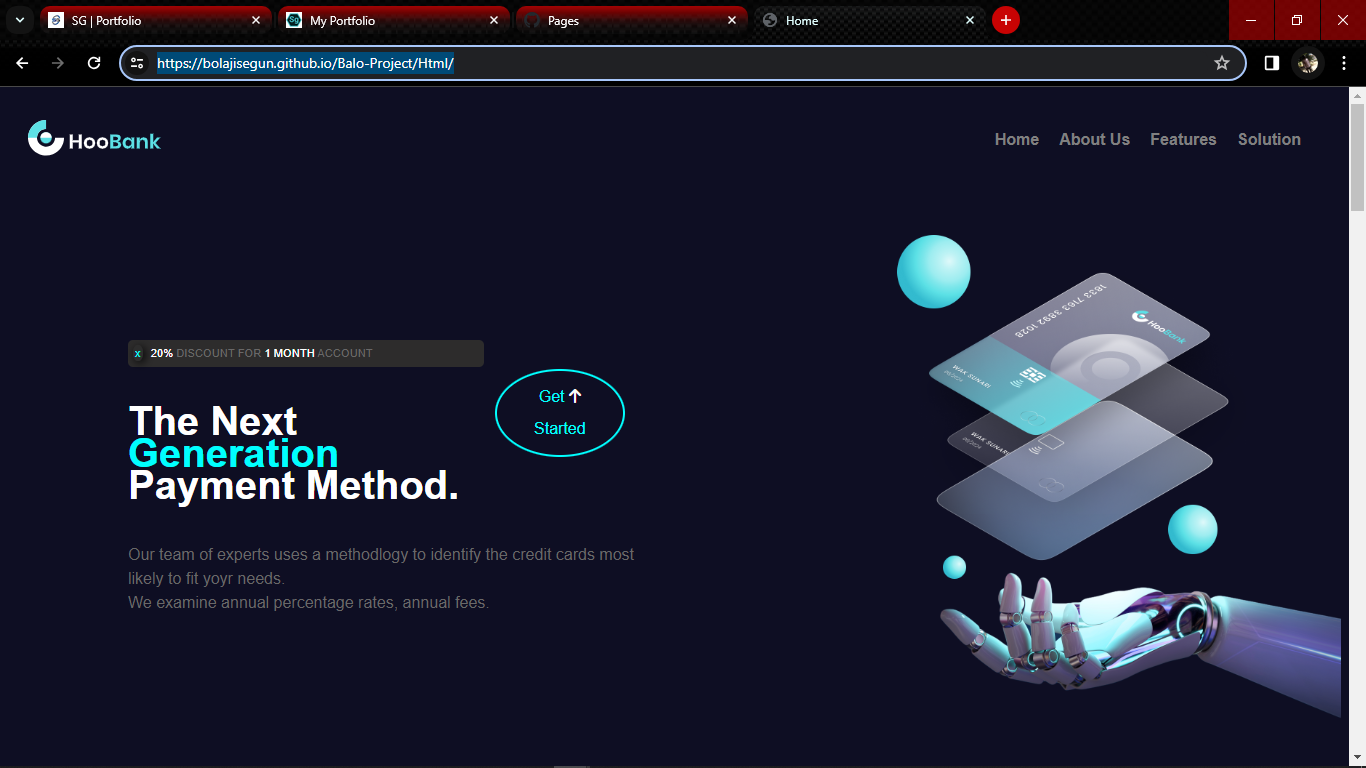 SG | Portfolio
My Portfolio
Pages
Home
https://bolajisegun.github.io/Balo-Project/Html/
HooBank
Home About Us Features Solution
x 20% DISCOUNT FOR 1 MONTH ACCOUNT
The Next
Generation
Payment Method.
Get
Started
Our team of experts uses a methodlogy to identify the credit cards most
likely to fit yoyr needs.
We examine annual percentage rates, annual fees.
1833 7163 3892 1028
HooBank
WAK SUNARI
WAK SUNARI